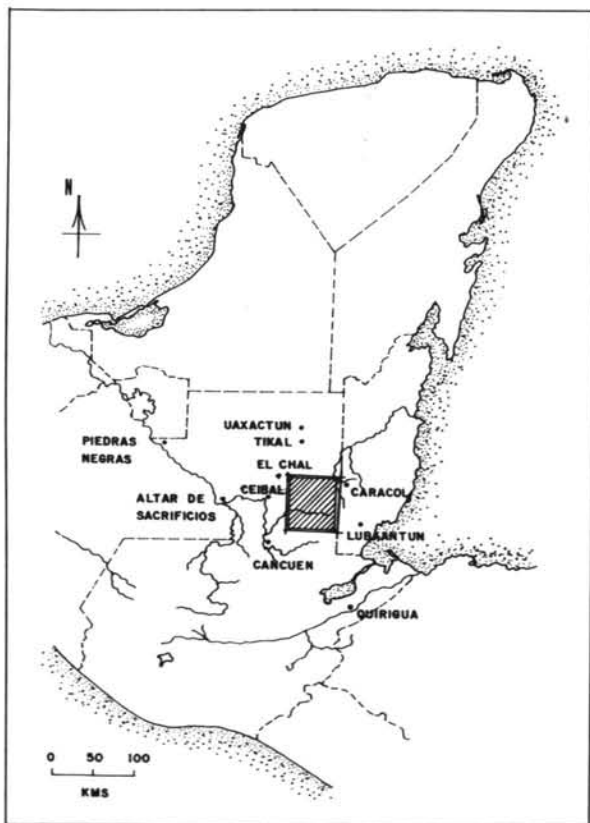 N
UAXACTUN
TIKAL
PIEDRAS
NEGRAS
EL CHAL
CEIBAL
CARACOL
ALTAR DE
SACRIFICIOS
LUBAANTUN
CANCUEN
QUIRIGUA
0 50 100
KMS